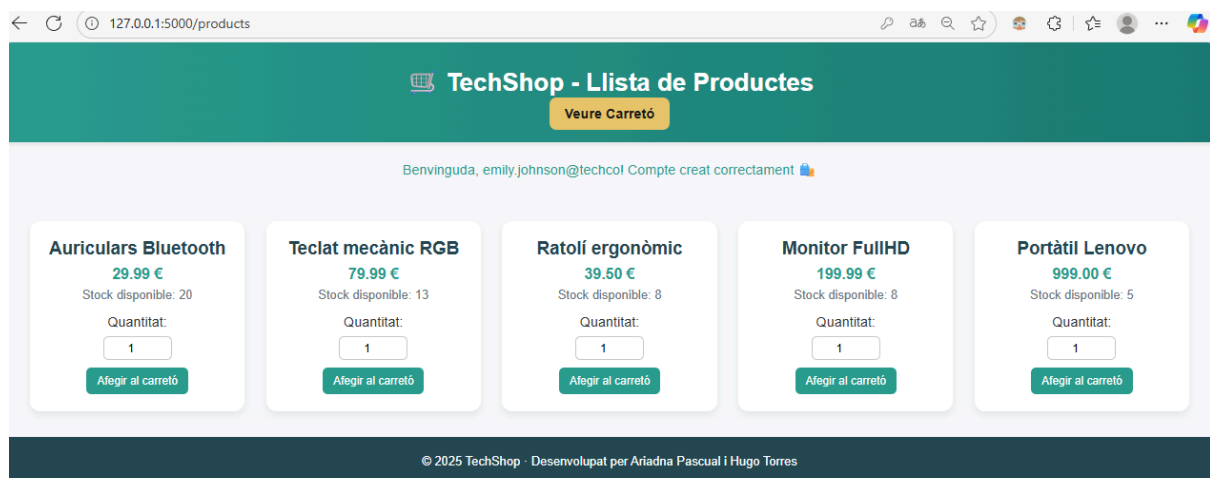 127.0.0.1:5000/products
TechShop - Llista de Productes
Veure Carretó
Benvinguda, emily.johnson@techco! Compte creat correctament
Auriculars Bluetooth
29.99 €
Stock disponible: 20
Quantitat:
1
Afegir al carretó
Teclat mecànic RGB
79.99 €
Stock disponible: 13
Quantitat:
1
Afegir al carretó
Ratolí ergonòmic
39.50 €
Stock disponible: 8
Quantitat:
1
Afegir al carretó
Monitor FullHD
199.99 €
Stock disponible: 8
Quantitat:
1
Afegir al carretó
Portàtil Lenovo
999.00 €
Stock disponible: 5
Quantitat:
1
Afegir al carretó
© 2025 TechShop · Desenvolupat per Ariadna Pascual i Hugo Torres